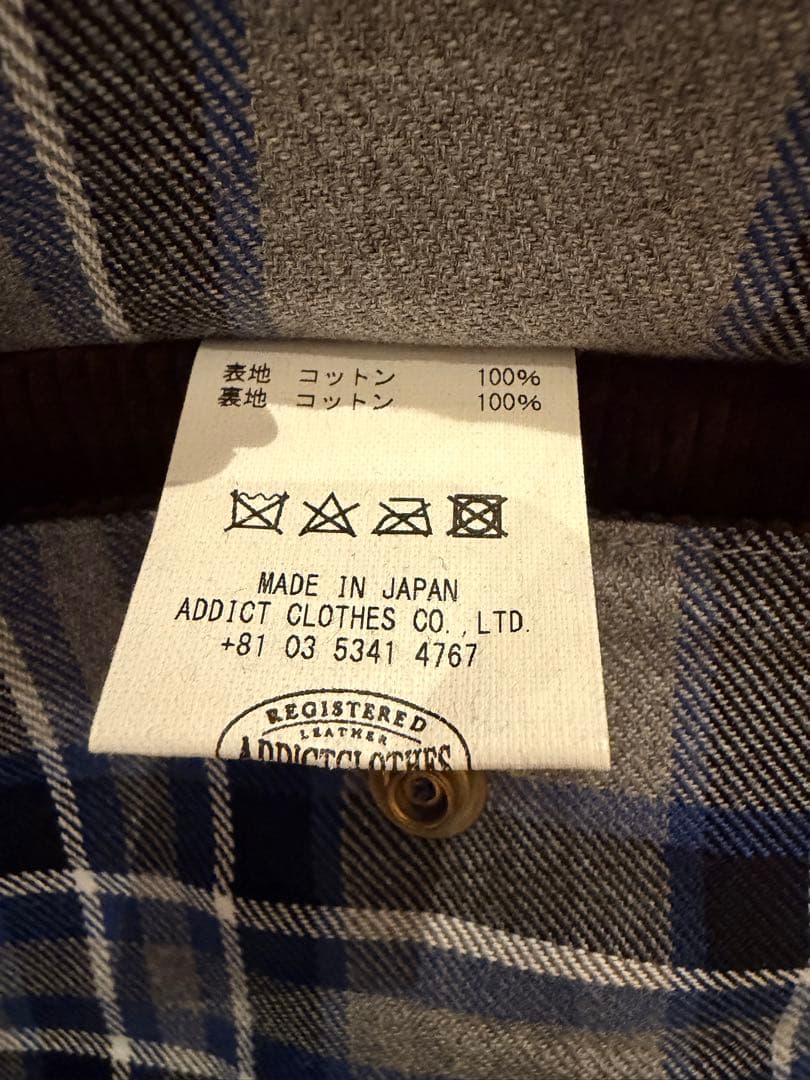 表地 コットン 100%
裏地 コットン 100%
MADE IN JAPAN
ADDICT CLOTHES CO.,LTD.
+81 03 5341 4767
REGISTERED
LEATHER
ADDICTCLOTHES